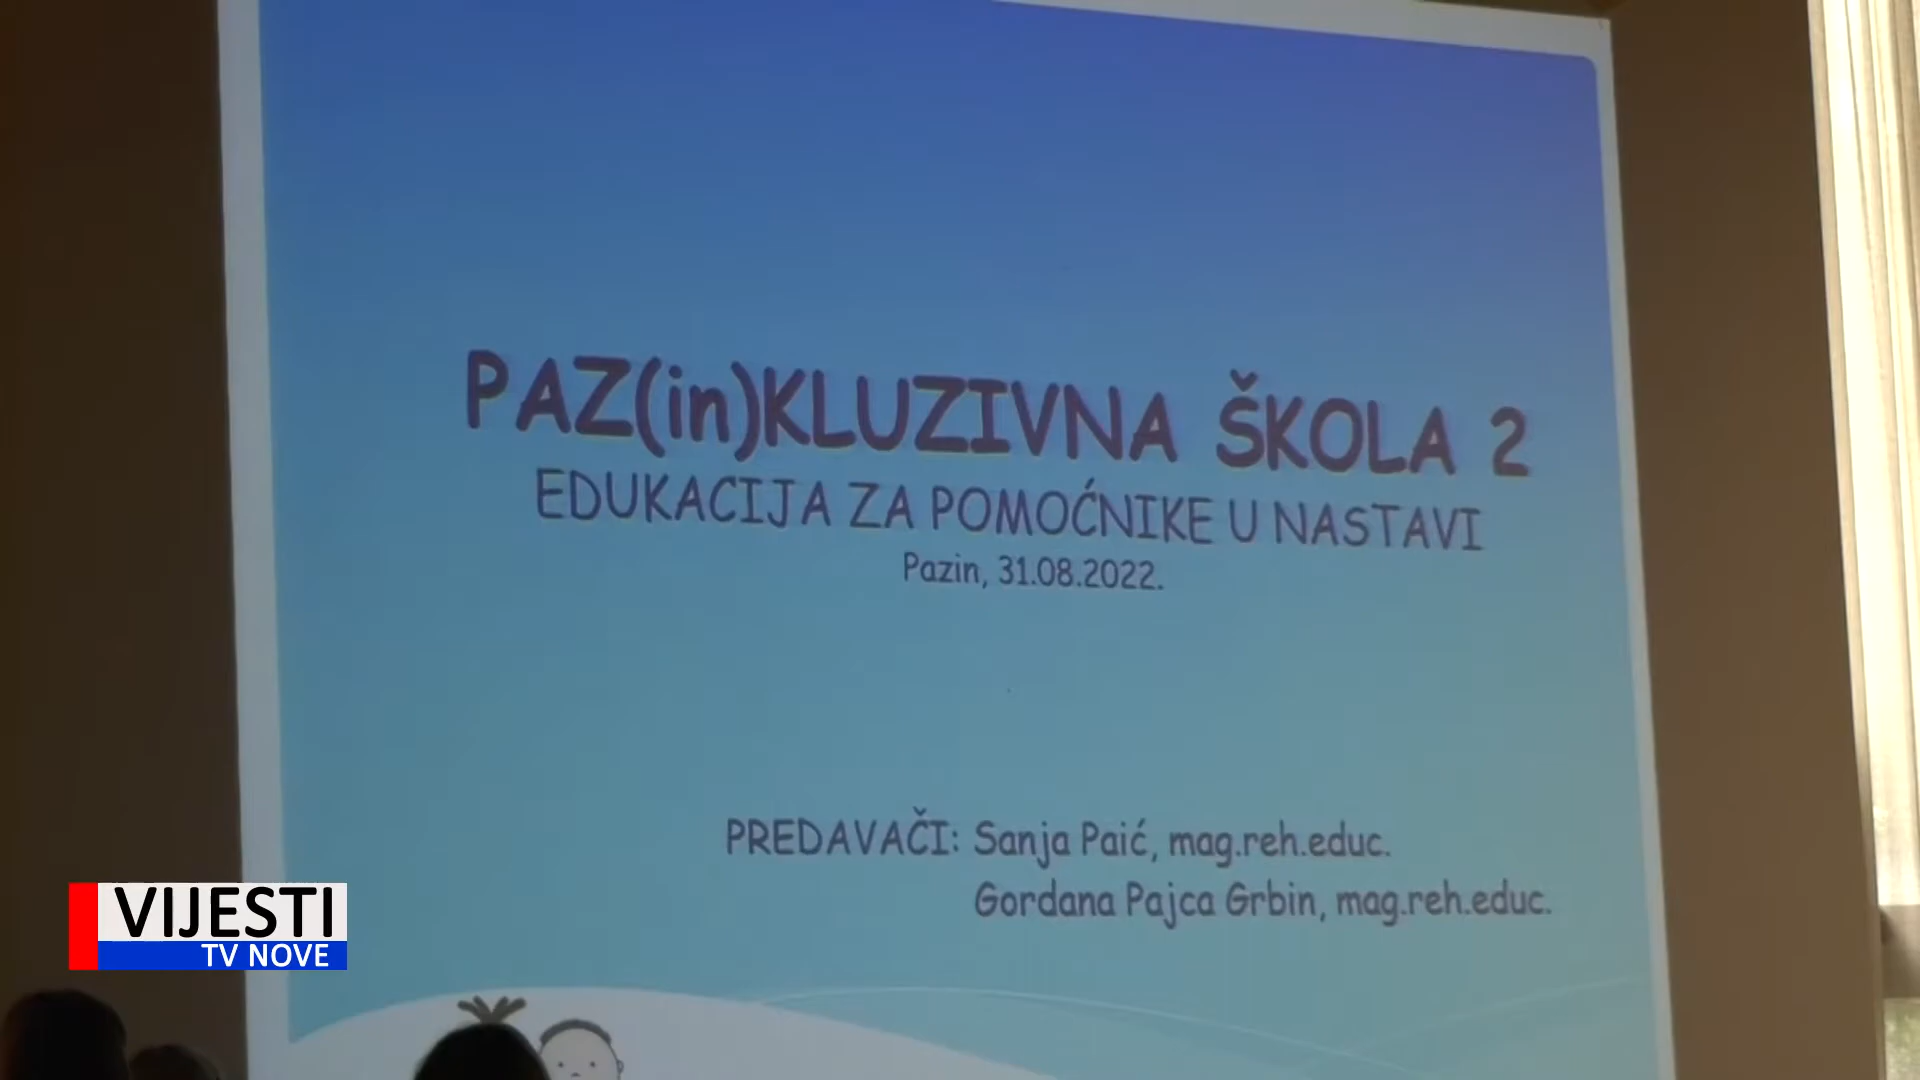 PAZ(in)KLUZIVNA ŠKOLA 2
EDUKACIJA ZA POMOĆNIKE U NASTAVI
Pazin, 31.08.2022.
PREDAVAČI: Sanja Paić, mag.reh.educ.
Gordana Pajca Grbin, mag.reh.educ.
VIJESTI
TV NOVE